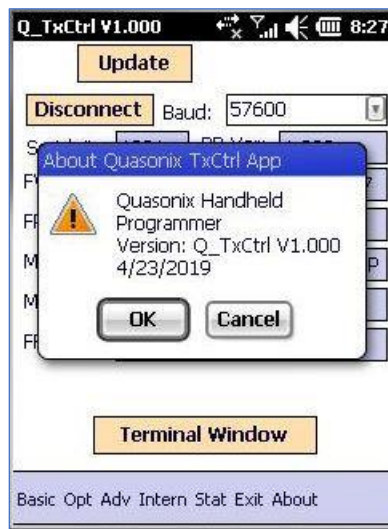 Q_TxCtrl V1.000 8:27
Update
Disconnect Baud: 57600
About Quasonix TxCtrl App
Quasonix Handheld
Programmer
Version: Q_TxCtrl V1.000
4/23/2019
OK Cancel
Terminal Window
Basic Opt Adv Intern Stat Exit About